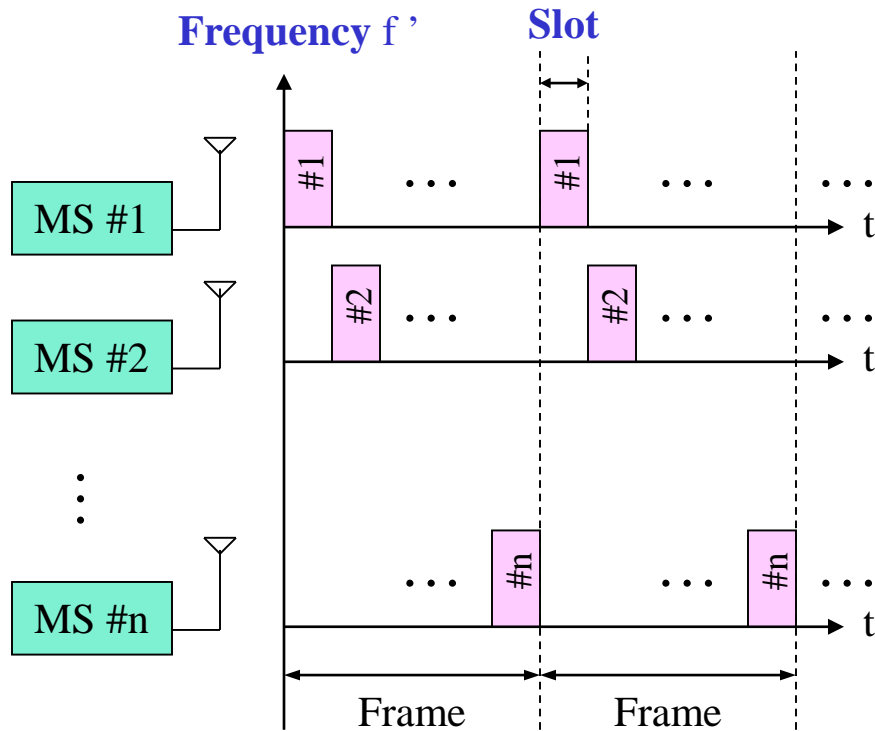 Frequency f ’ Slot
MS #1 #1 • • • #1 • • • • • • t
MS #2 #2 • • • #2 • • • • • • t
MS #n • • • #n • • • #n • • • t
Frame Frame